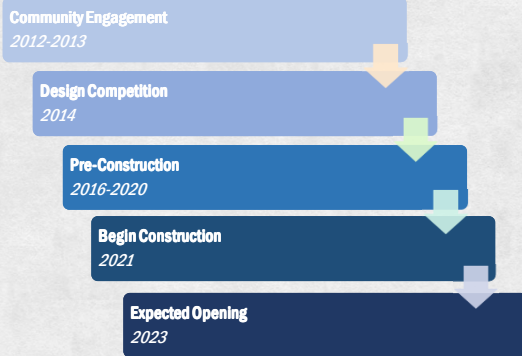 Community Engagement
2012-2013
Design Competition
2014
Pre-Construction
2016-2020
Begin Construction
2021
Expected Opening
2023